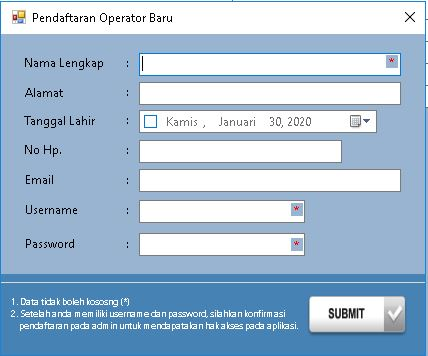 Pendaftaran Operator Baru
Nama Lengkap : *
Alamat :
Tanggal Lahir : Kamis , Januari 30, 2020
No Hp. :
Email :
Username : *
Password : *
1. Data tidak boleh kososng (*)
2. Setelah anda memiliki username dan password, silahkan konfirmasi
pendaftaran pada admin untuk mendapatakan hak akses pada aplikasi.
SUBMIT